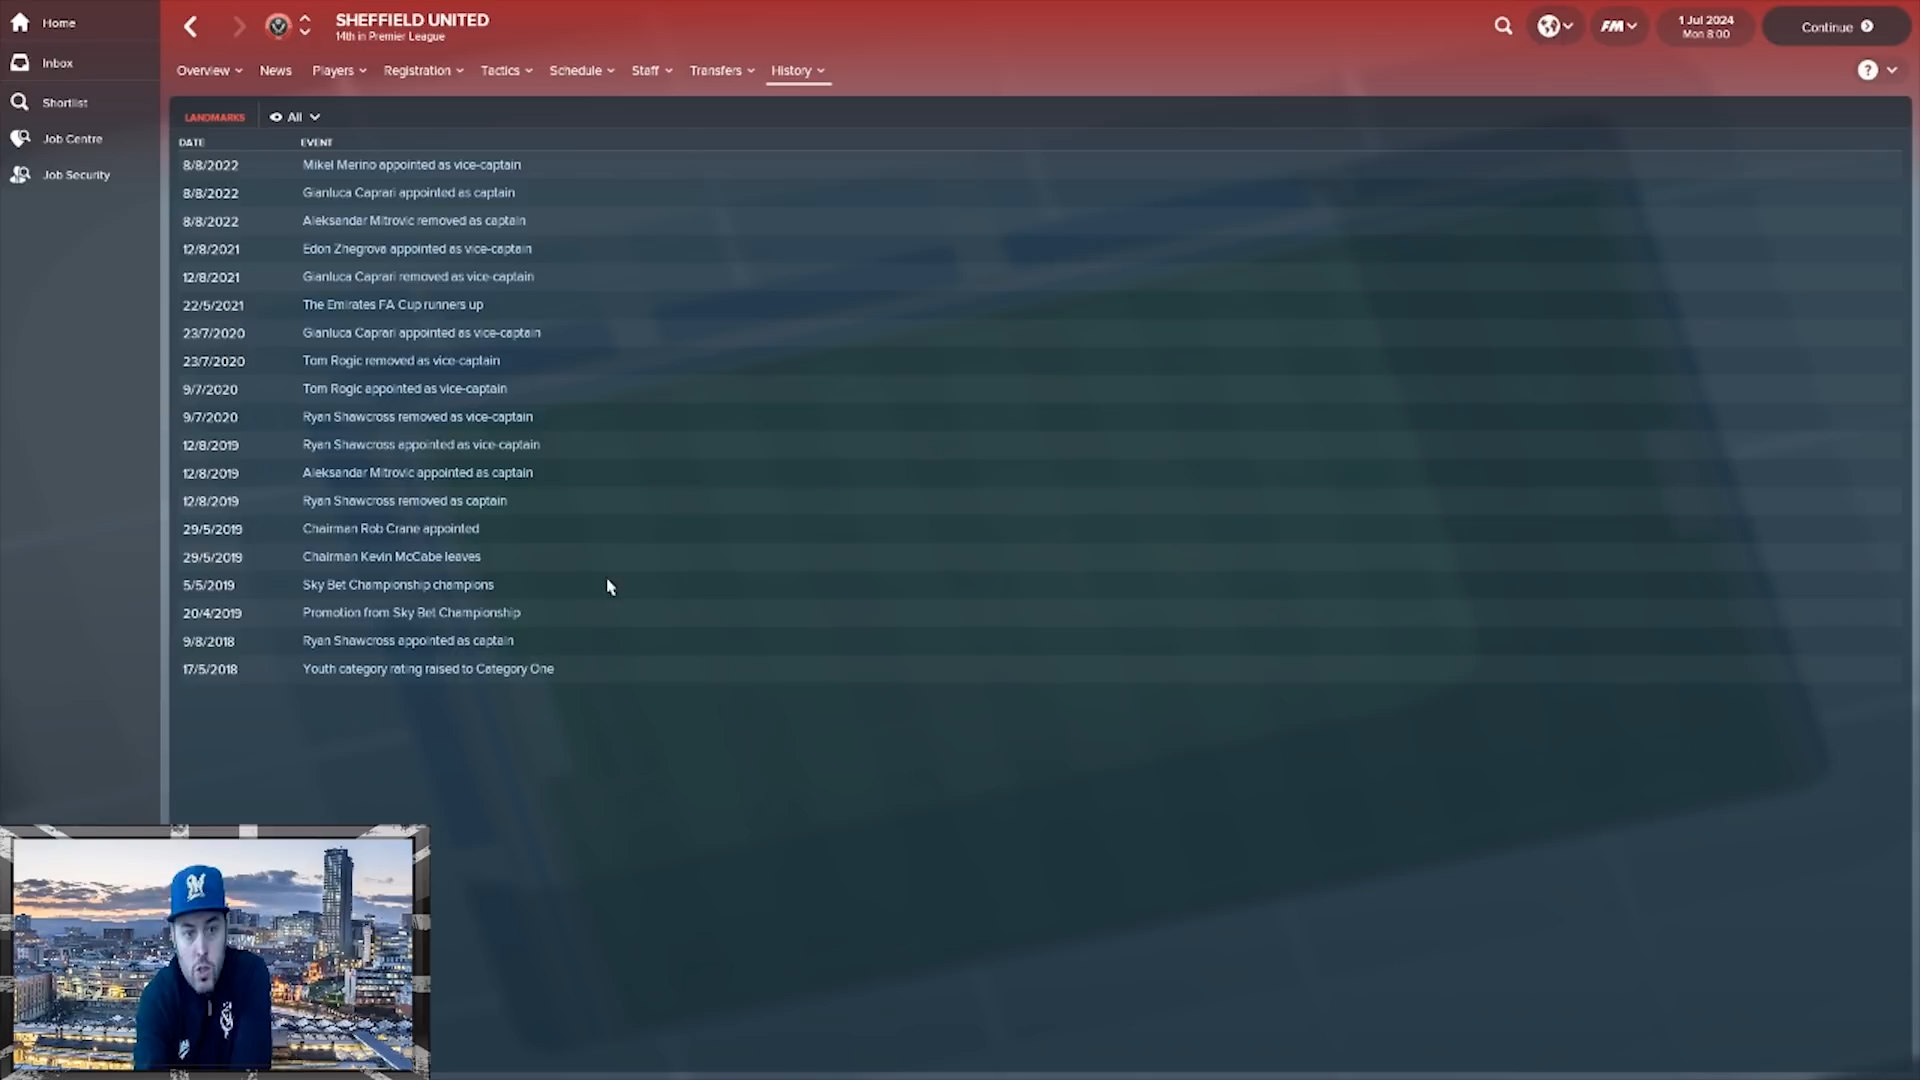 Home
Inbox
Shortlist
Job Centre
Job Security
SHEFFIELD UNITED
14th in Premier League
FM
1 Jul 2024
Mon 8:00
Continue
Overview
News
Players
Registration
Tactics
Schedule
Staff
Transfers
History
?
LANDMARKS
All
DATE EVENT
8/8/2022 Mikel Merino appointed as vice-captain
8/8/2022 Gianluca Caprari appointed as captain
8/8/2022 Aleksandar Mitrovic removed as captain
12/8/2021 Edon Zhegrova appointed as vice-captain
12/8/2021 Gianluca Caprari removed as vice-captain
22/5/2021 The Emirates FA Cup runners up
23/7/2020 Gianluca Caprari appointed as vice-captain
23/7/2020 Tom Rogic removed as vice-captain
9/7/2020 Tom Rogic appointed as vice-captain
9/7/2020 Ryan Shawcross removed as vice-captain
12/8/2019 Ryan Shawcross appointed as vice-captain
12/8/2019 Aleksandar Mitrovic appointed as captain
12/8/2019 Ryan Shawcross removed as captain
29/5/2019 Chairman Rob Crane appointed
29/5/2019 Chairman Kevin McCabe leaves
5/5/2019 Sky Bet Championship champions
20/4/2019 Promotion from Sky Bet Championship
9/8/2018 Ryan Shawcross appointed as captain
17/5/2018 Youth category rating raised to Category One
M